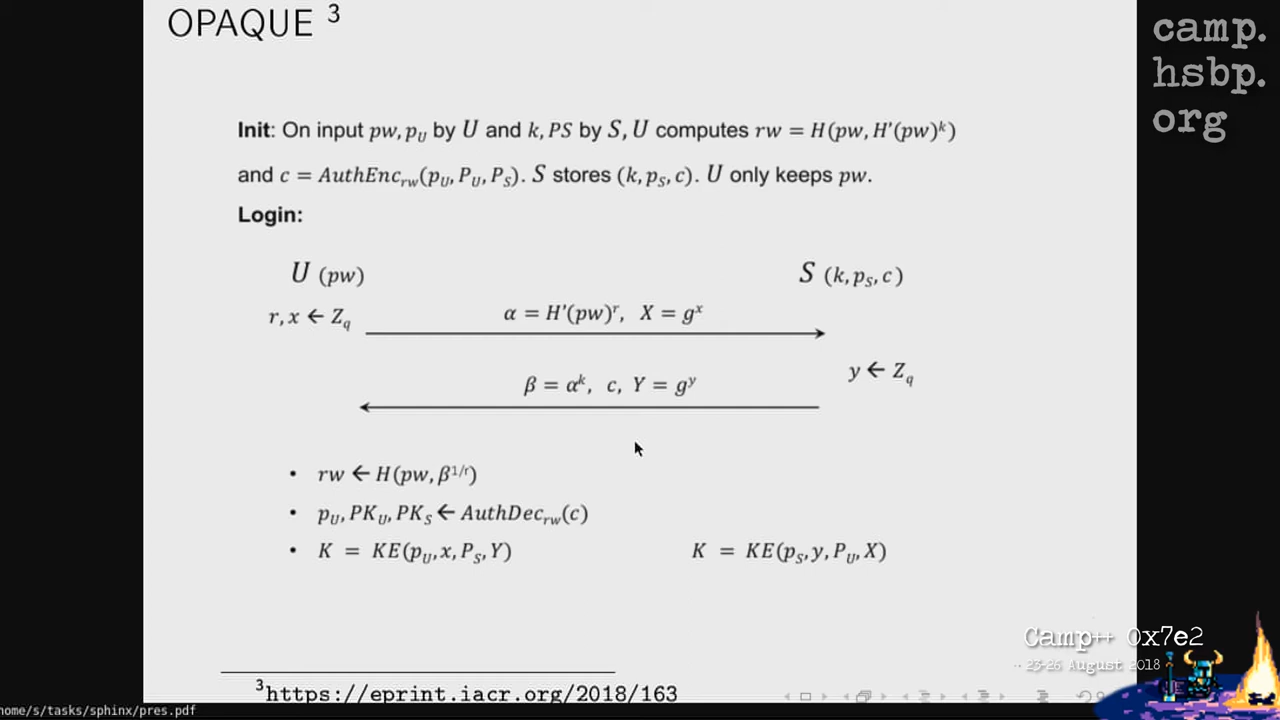 OPAQUE ³
camp.
hsbp.
org
Init: On input pw, p_U by U and k, PS by S, U computes rw = H(pw, H'(pw)^k)
and c = AuthEnc_rw(p_U, P_U, P_S). S stores (k, p_S, c). U only keeps pw.
Login:
U (pw)
S (k, p_S, c)
r, x ← Z_q
α = H'(pw)^r, X = g^x
y ← Z_q
β = α^k, c, Y = g^y
• rw ← H(pw, β^1/r)
• p_U, PK_U, PK_S ← AuthDec_rw(c)
• K = KE(p_U, x, P_S, Y)
K = KE(p_S, y, P_U, X)
Camp++ 0x7e2
23-26 August 2018
³https://eprint.iacr.org/2018/163
home/s/tasks/sphinx/pres.pdf